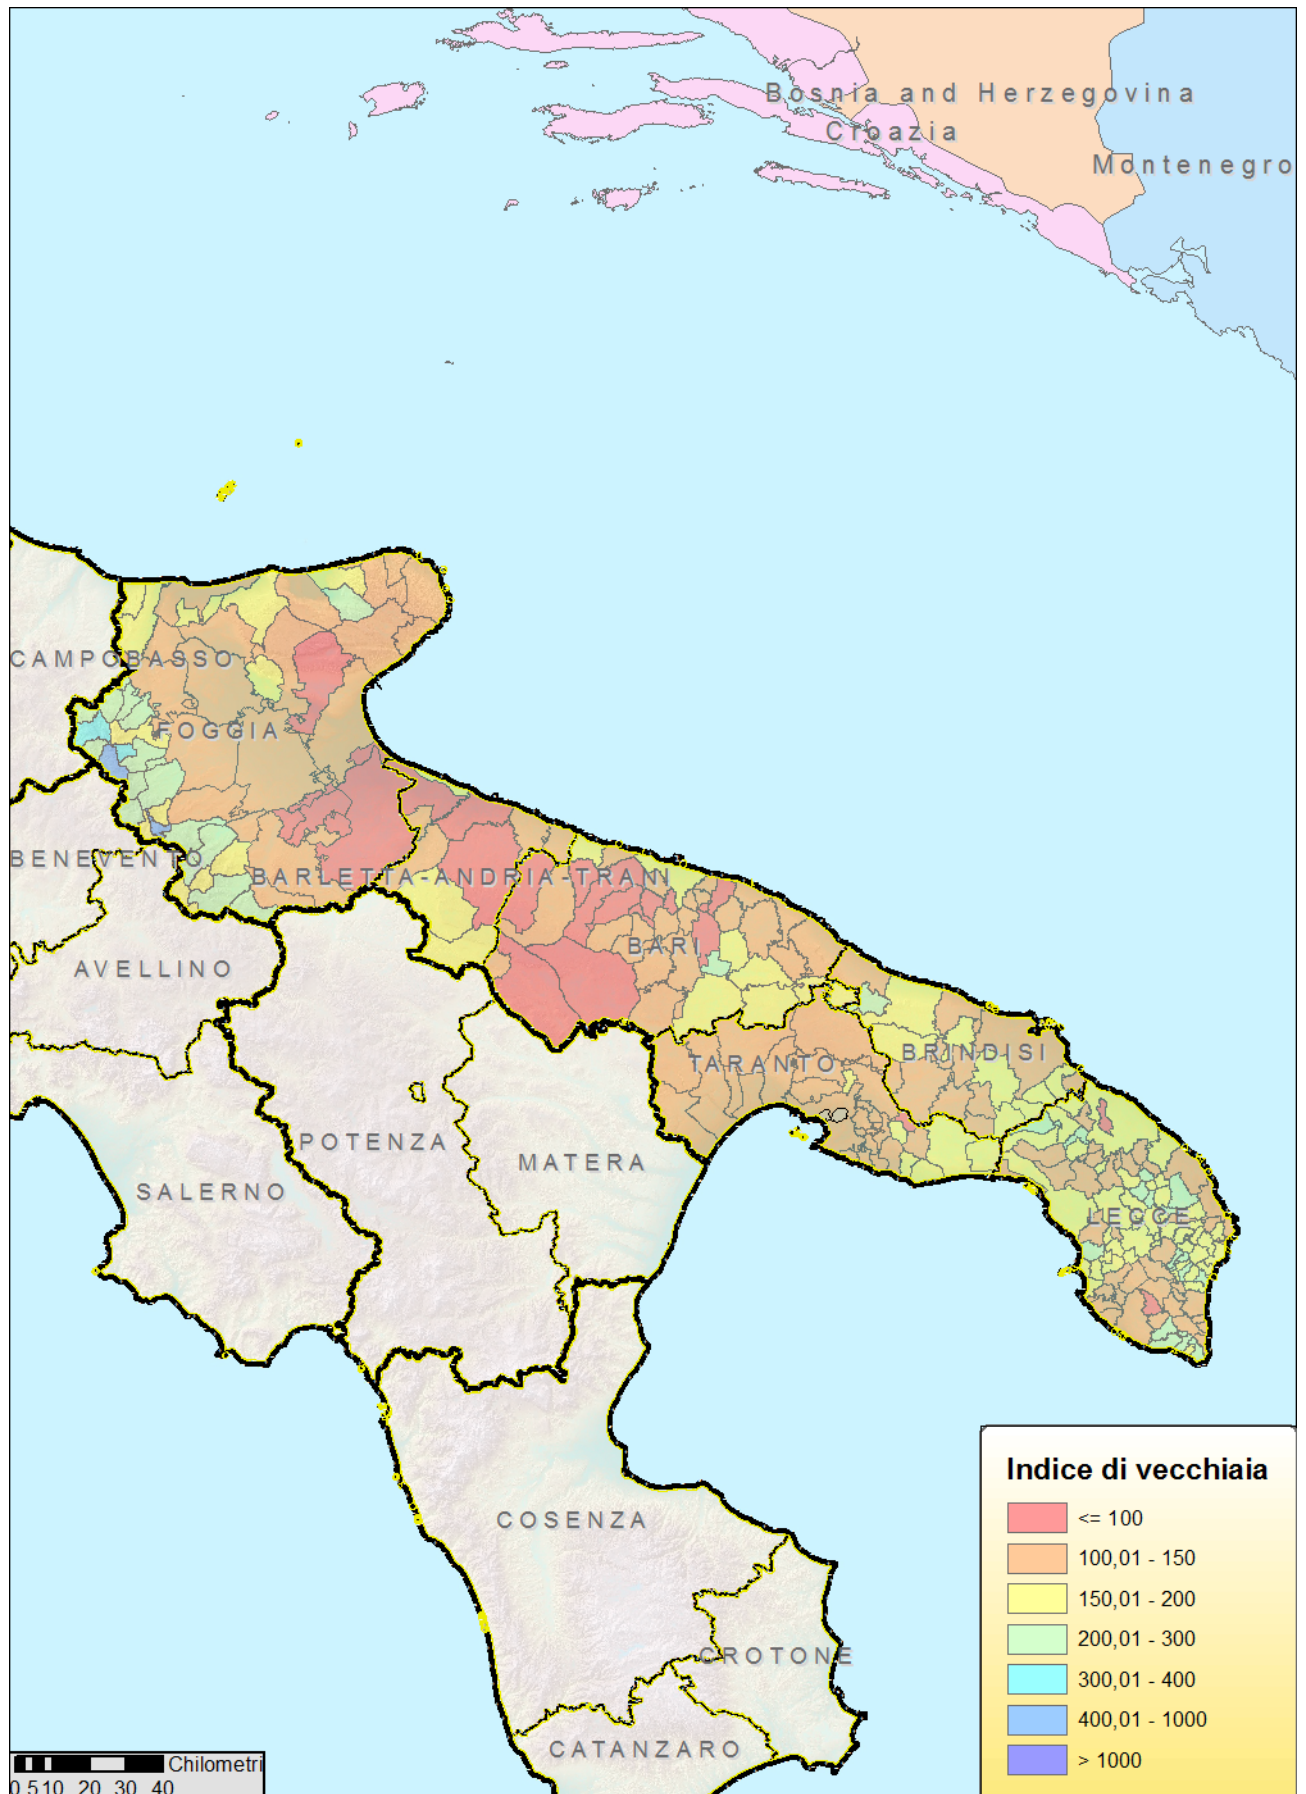 Bosnia and Herzegovina
Croazia
Montenegro
CAMPOBASSO
FOGGIA
BENEVENTO
BARLETTA-ANDRIA-TRANI
BARI
AVELLINO
BRINDISI
TARANTO
POTENZA
MATERA
SALERNO
LECCE
COSENZA
CROTONE
CATANZARO
Indice di vecchiaia
<= 100
100,01 - 150
150,01 - 200
200,01 - 300
300,01 - 400
400,01 - 1000
> 1000
Chilometri
0 5 10 20 30 40